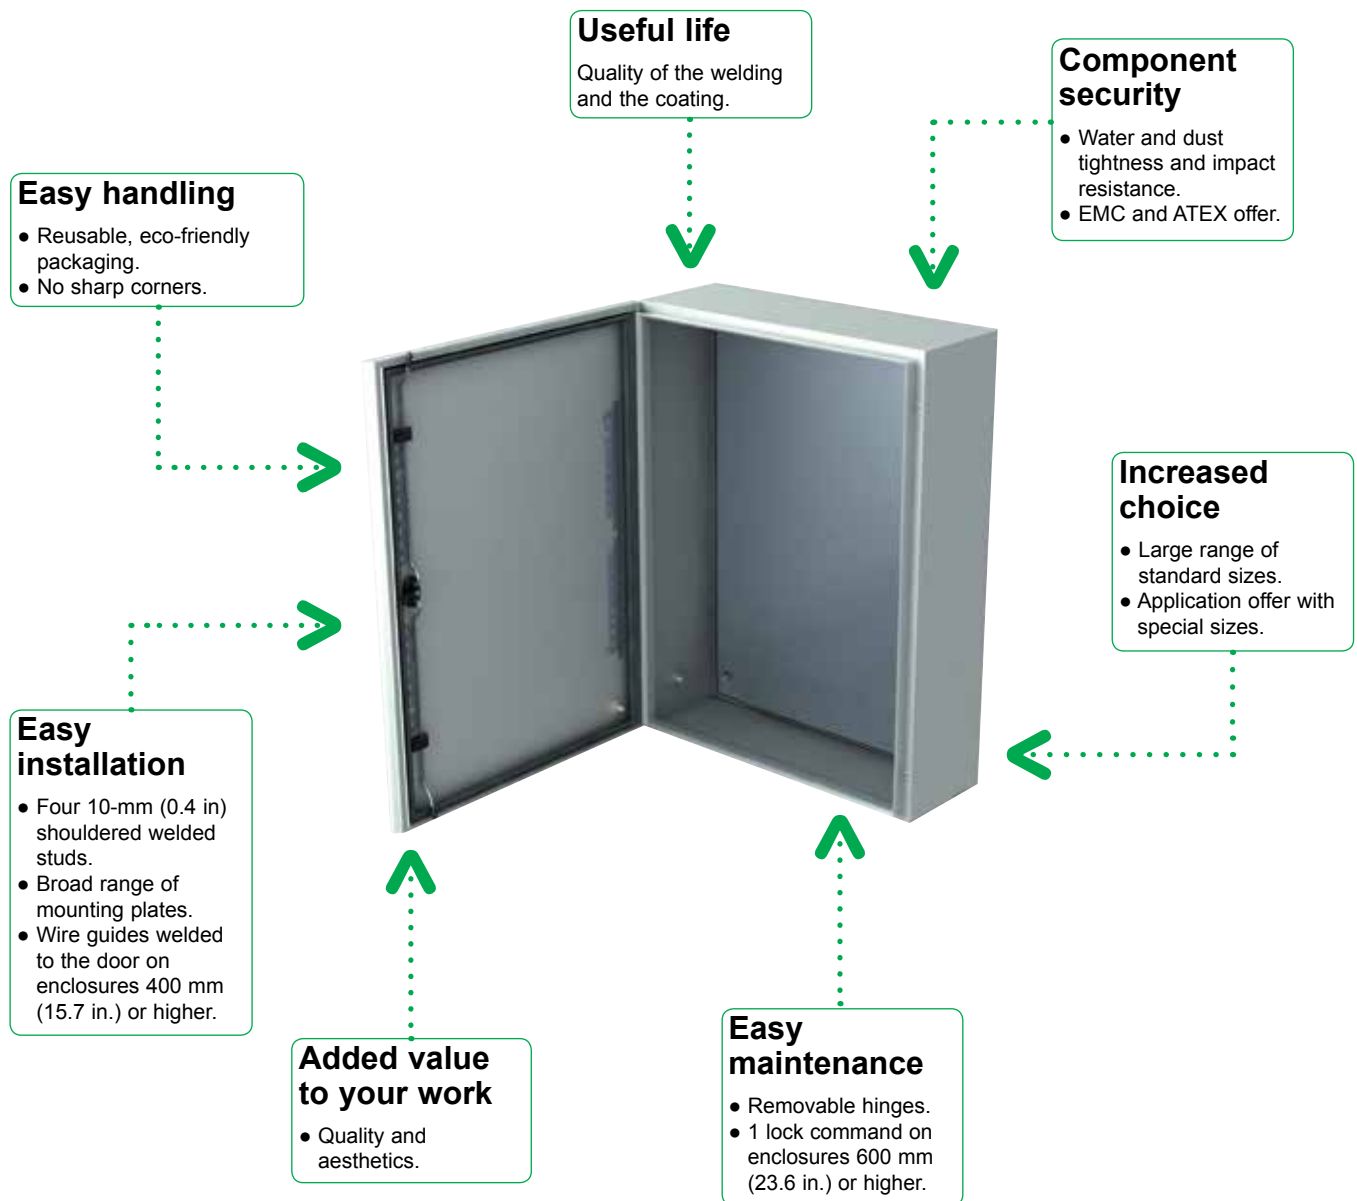 Useful life
Quality of the welding
and the coating.
Component
security
● Water and dust
tightness and impact
resistance.
● EMC and ATEX offer.
Easy handling
● Reusable, eco-friendly
packaging.
● No sharp corners.
Increased
choice
● Large range of
standard sizes.
● Application offer with
special sizes.
Easy
installation
● Four 10-mm (0.4 in)
shouldered welded
studs.
● Broad range of
mounting plates.
● Wire guides welded
to the door on
enclosures 400 mm
(15.7 in.) or higher.
Added value
to your work
● Quality and
aesthetics.
Easy
maintenance
● Removable hinges.
● 1 lock command on
enclosures 600 mm
(23.6 in.) or higher.